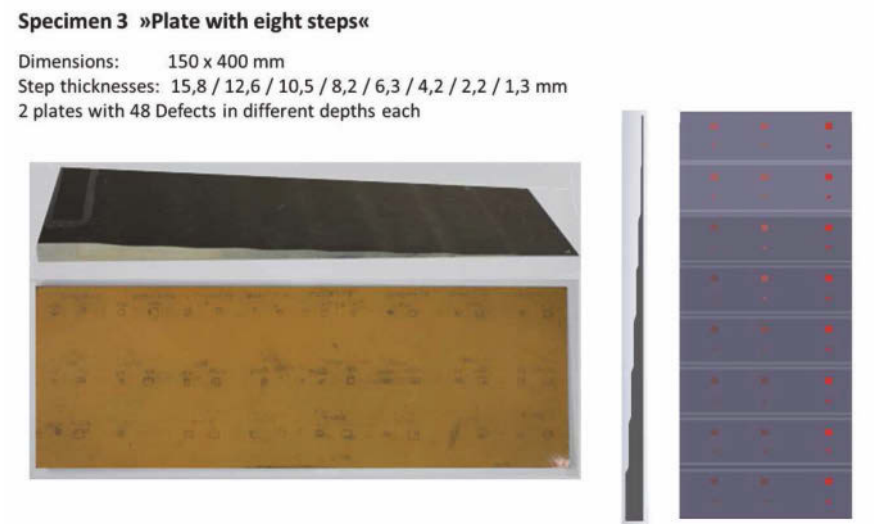 Specimen 3 »Plate with eight steps«
Dimensions: 150 x 400 mm
Step thicknesses: 15,8 / 12,6 / 10,5 / 8,2 / 6,3 / 4,2 / 2,2 / 1,3 mm
2 plates with 48 Defects in different depths each